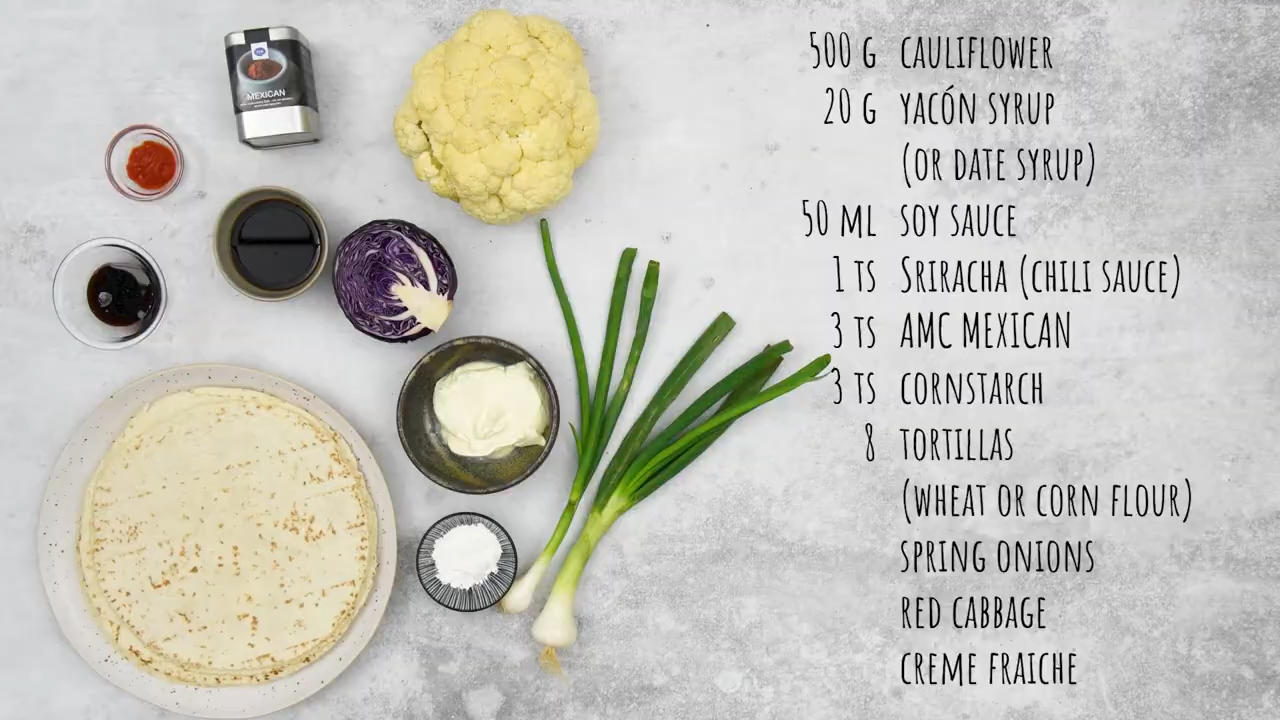 MEXICAN
500 G CAULIFLOWER
20 G YACÓN SYRUP
(OR DATE SYRUP)
50 ML SOY SAUCE
1 TS SRIRACHA (CHILI SAUCE)
3 TS AMC MEXICAN
3 TS CORNSTARCH
8 TORTILLAS
(WHEAT OR CORN FLOUR)
SPRING ONIONS
RED CABBAGE
CREME FRAICHE